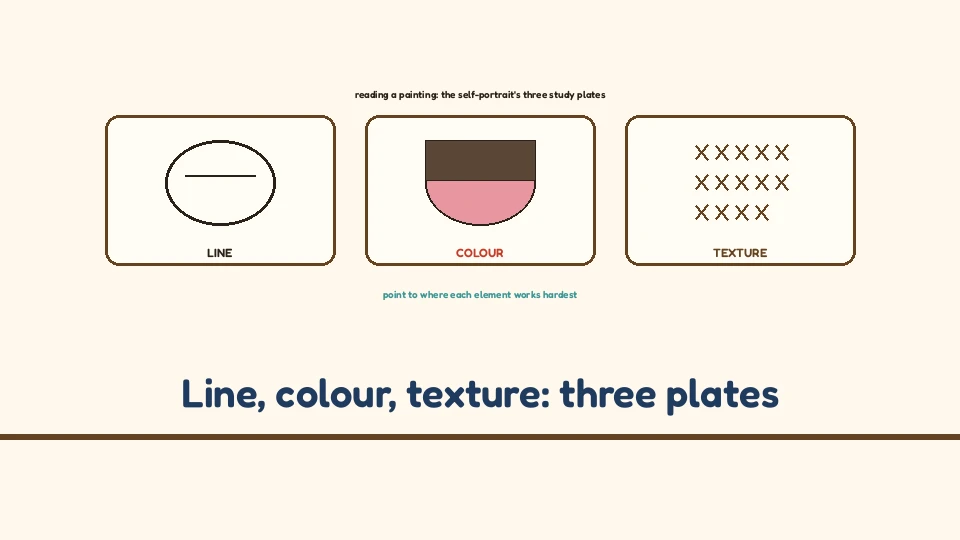 reading a painting: the self-portrait's three study plates
LINE
COLOUR
TEXTURE
point to where each element works hardest
Line, colour, texture: three plates